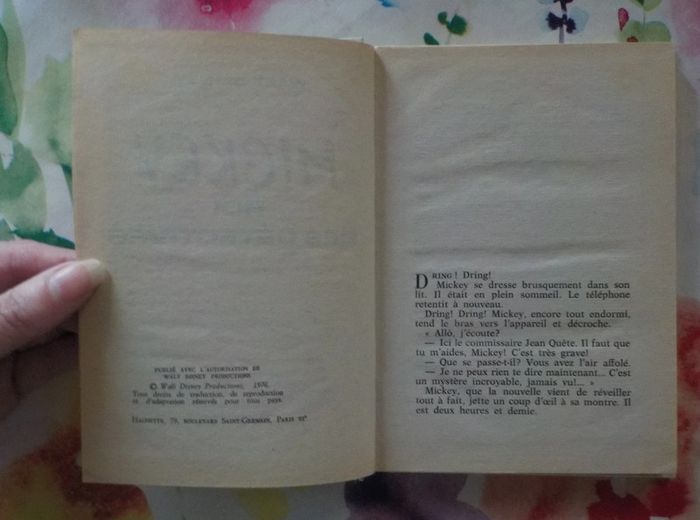 PUBLIÉ AVEC L'AUTORISATION DE
WALT DISNEY PRODUCTIONS
© Walt Disney Productions, 1976.
Tous droits de traduction, de reproduction
et d'adaptation réservés pour tous pays.
HACHETTE, 79, BOULEVARD SAINT-GERMAIN, PARIS VIe
DRING! Dring!
Mickey se dresse brusquement dans son
lit. Il était en plein sommeil. Le téléphone
retentit à nouveau.
Dring! Dring! Mickey, encore tout endormi,
tend le bras vers l'appareil et décroche.
« Allô, j'écoute?
— Ici le commissaire Jean Quête. Il faut que
tu m'aides, Mickey! C'est très grave!
— Que se passe-t-il? Vous avez l'air affolé.
— Je ne peux rien te dire maintenant... C'est
un mystère incroyable, jamais vu!... »
Mickey, que la nouvelle vient de réveiller
tout à fait, jette un coup d'œil à sa montre. Il
est deux heures et demie.